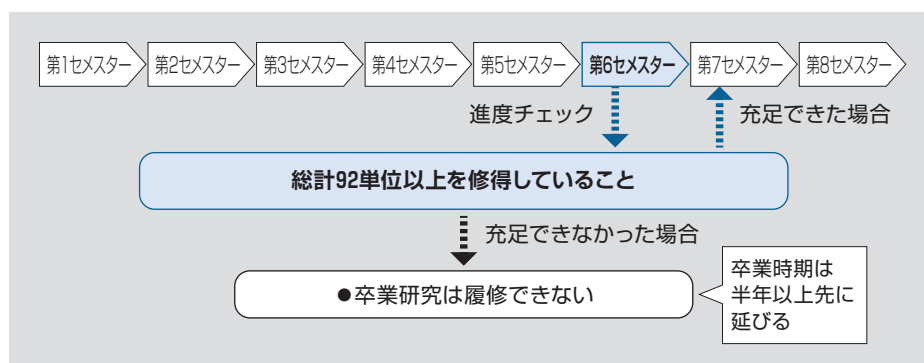 第1セメスター 第2セメスター 第3セメスター 第4セメスター 第5セメスター 第6セメスター 第7セメスター 第8セメスター
進度チェック 充足できた場合
総計92単位以上を修得していること
充足できなかった場合
●卒業研究は履修できない
卒業時期は
半年以上先に
延びる